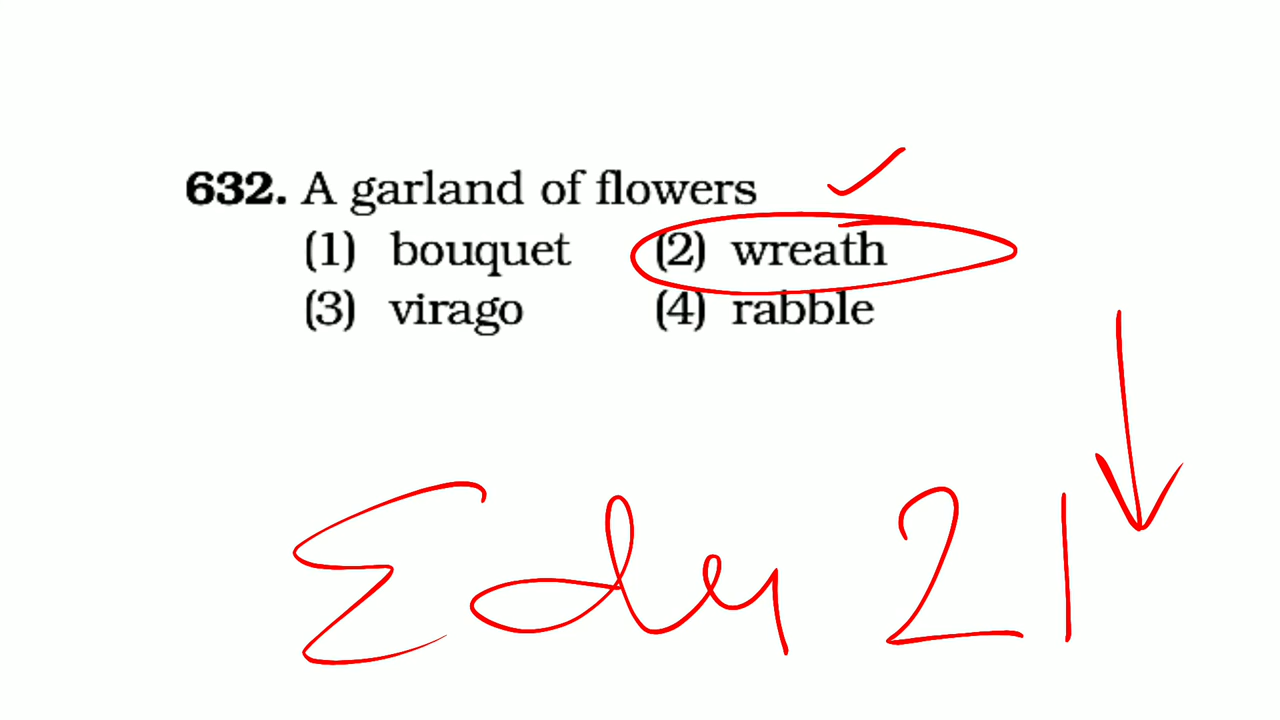 632. A garland of flowers
(1) bouquet (2) wreath
(3) virago (4) rabble
Edu 21